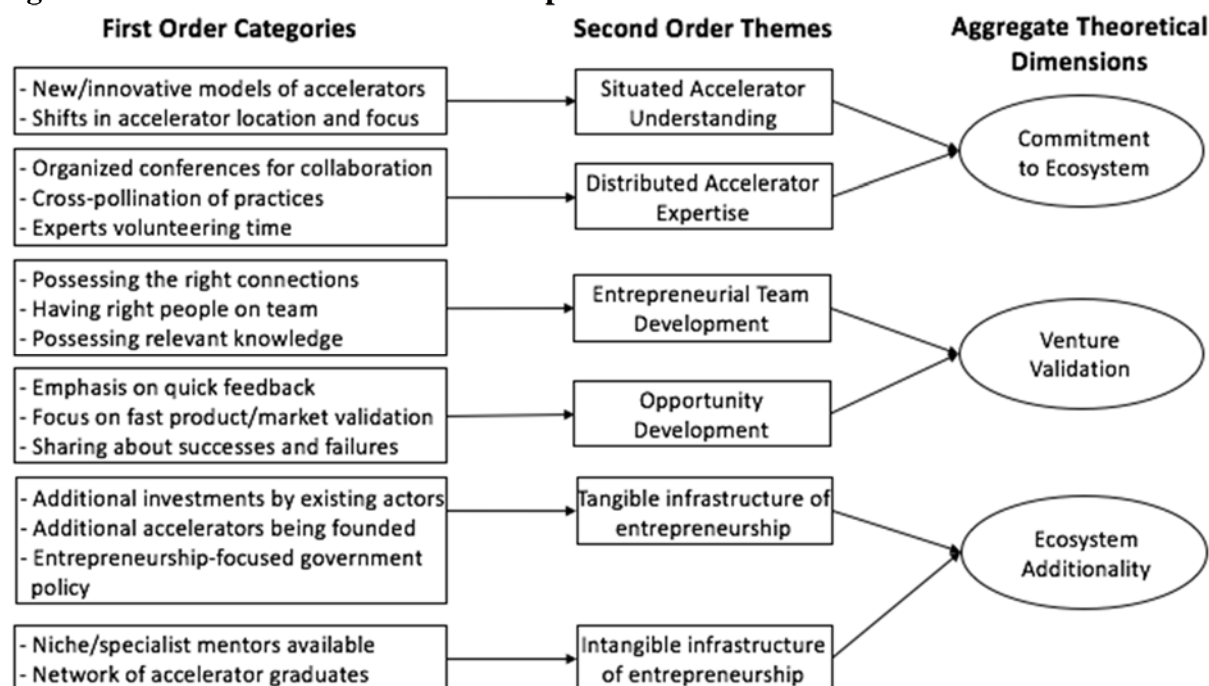 First Order Categories
Second Order Themes
Aggregate Theoretical
Dimensions
- New/innovative models of accelerators
- Shifts in accelerator location and focus
Situated Accelerator
Understanding
Commitment
to Ecosystem
- Organized conferences for collaboration
- Cross-pollination of practices
- Experts volunteering time
Distributed Accelerator
Expertise
- Possessing the right connections
- Having right people on team
- Possessing relevant knowledge
Entrepreneurial Team
Development
Venture
Validation
- Emphasis on quick feedback
- Focus on fast product/market validation
- Sharing about successes and failures
Opportunity
Development
- Additional investments by existing actors
- Additional accelerators being founded
- Entrepreneurship-focused government
policy
Tangible infrastructure of
entrepreneurship
Ecosystem
Additionality
- Niche/specialist mentors available
- Network of accelerator graduates
Intangible infrastructure
of entrepreneurship